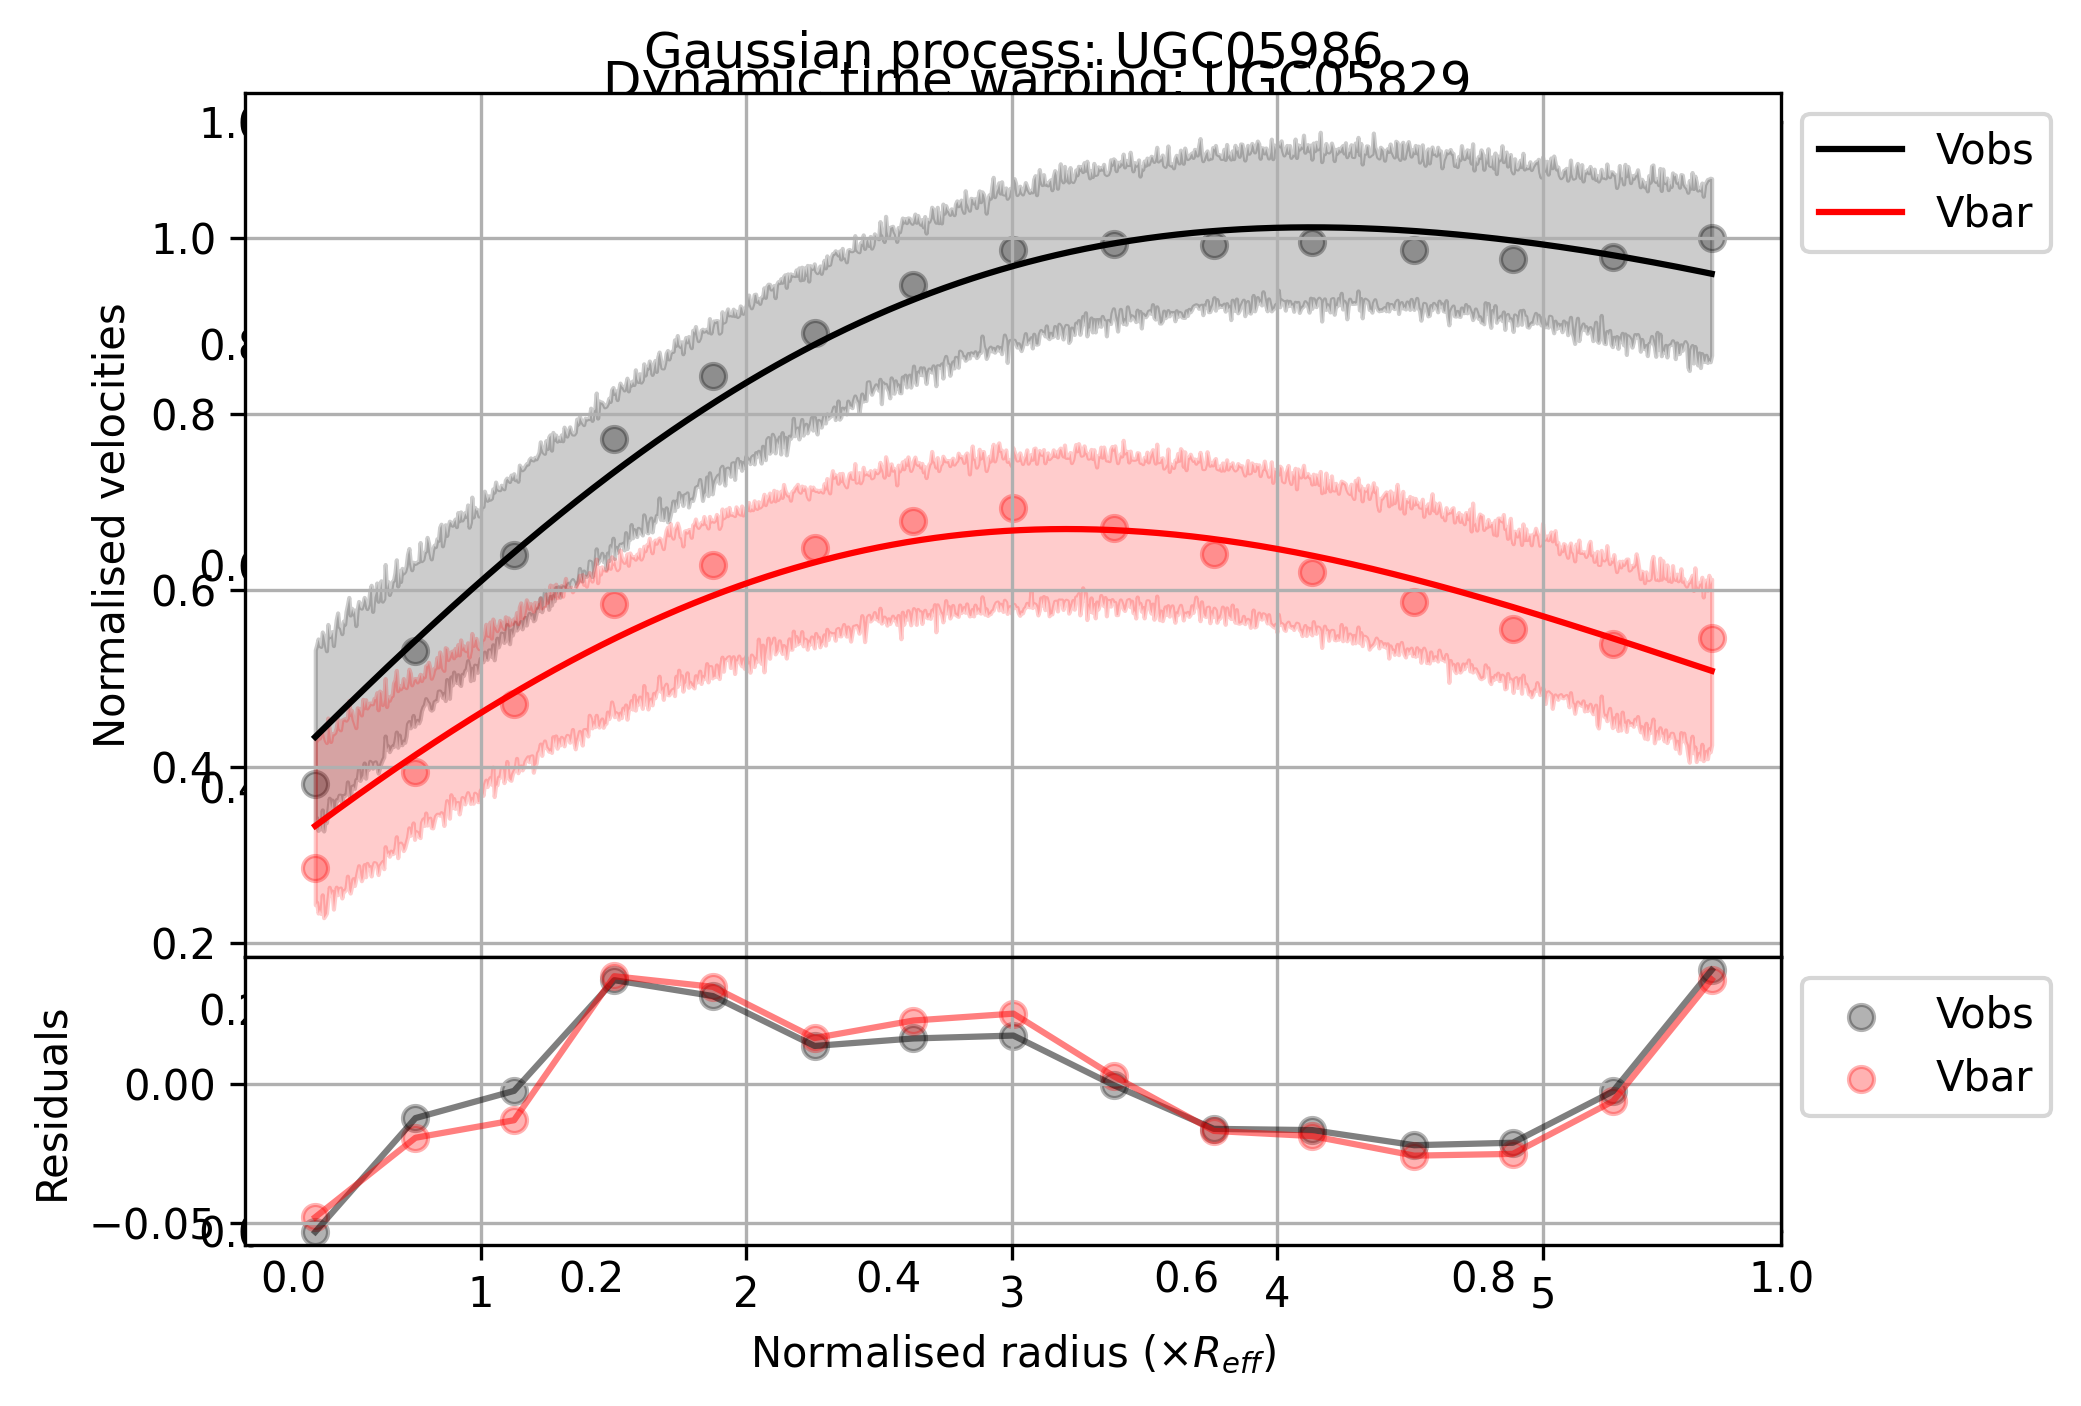 Gaussian process: UGC05986
Dynamic time warping: UGC05829
Normalised velocities
1.0
0.8
0.6
0.4
0.2
Vobs
Vbar
Residuals
0.00
−0.05
Vobs
Vbar
0.0 0.2 0.4 0.6 0.8 1.0
1 2 3 4 5
Normalised radius (×R_eff)